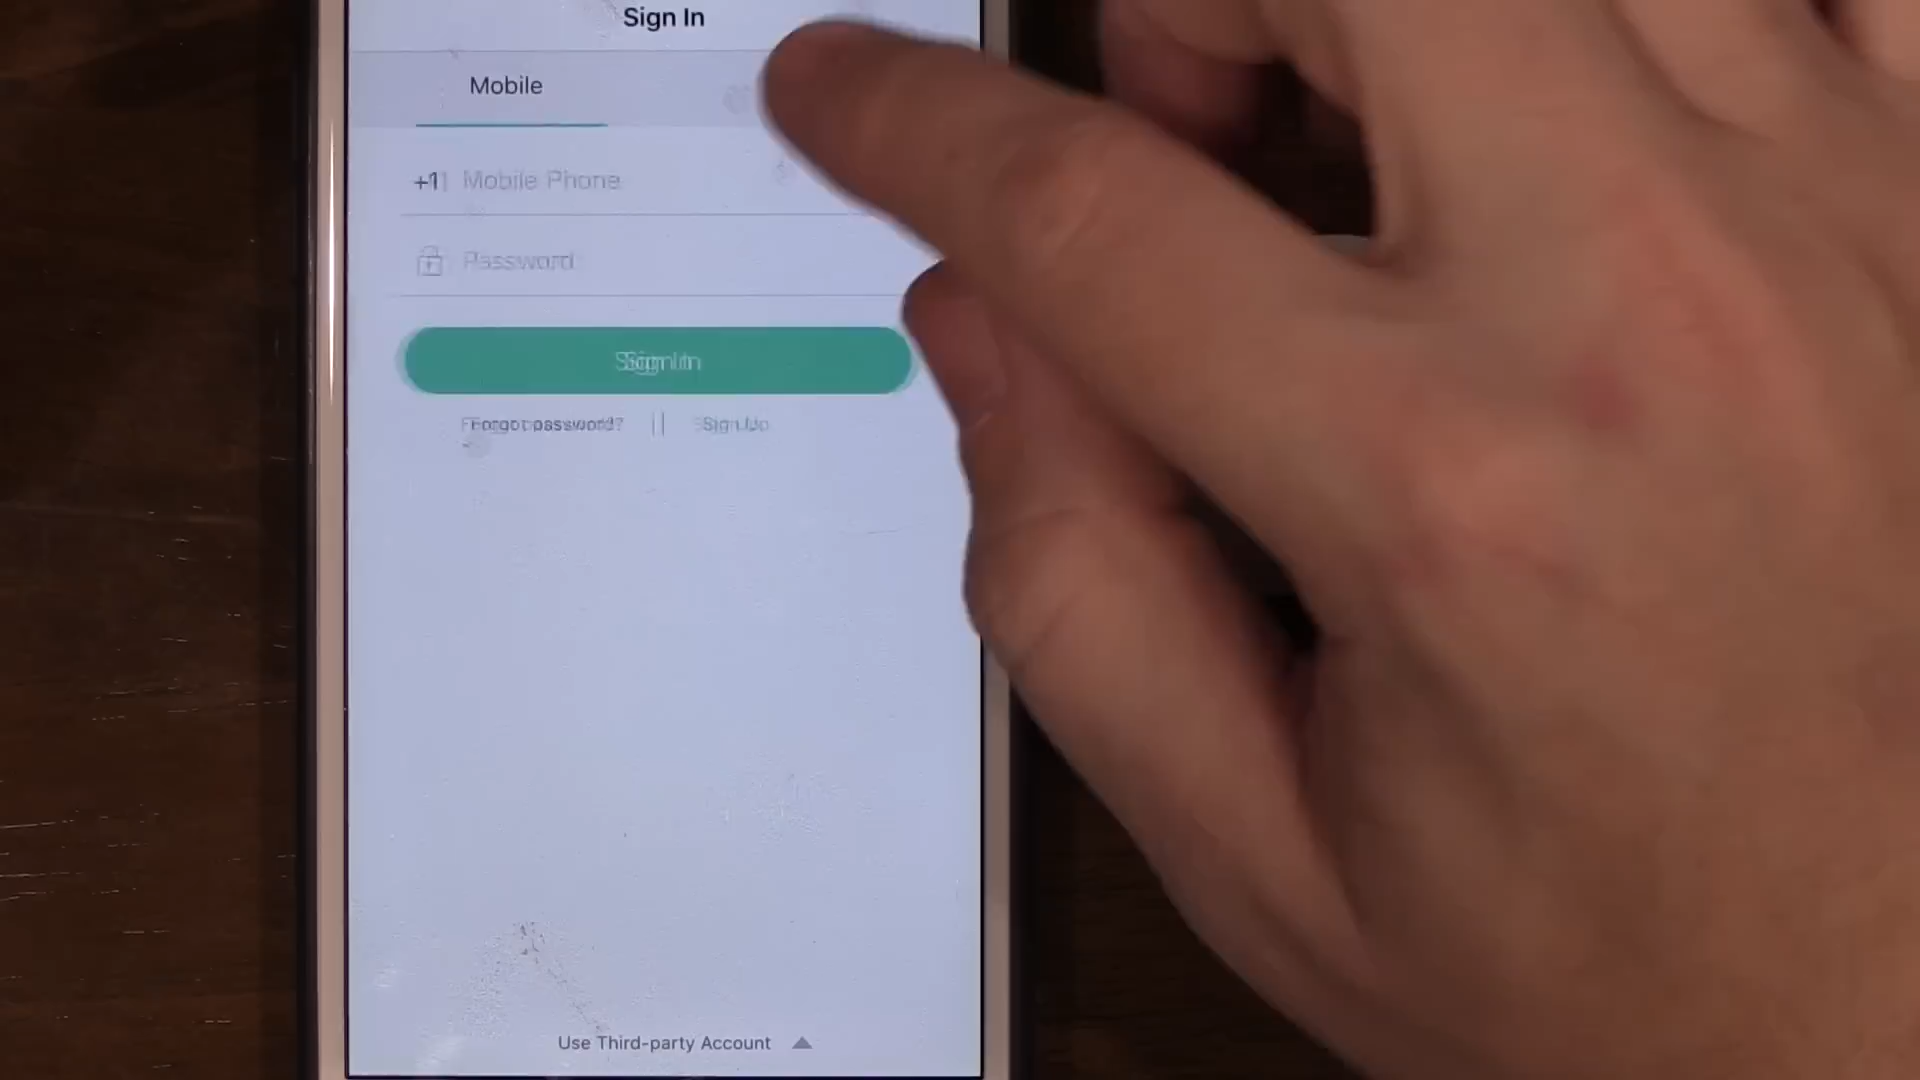 Sign In
Mobile
+1 Mobile Phone
Password
Sign In
Forgot password? | Sign Up
Use Third-party Account